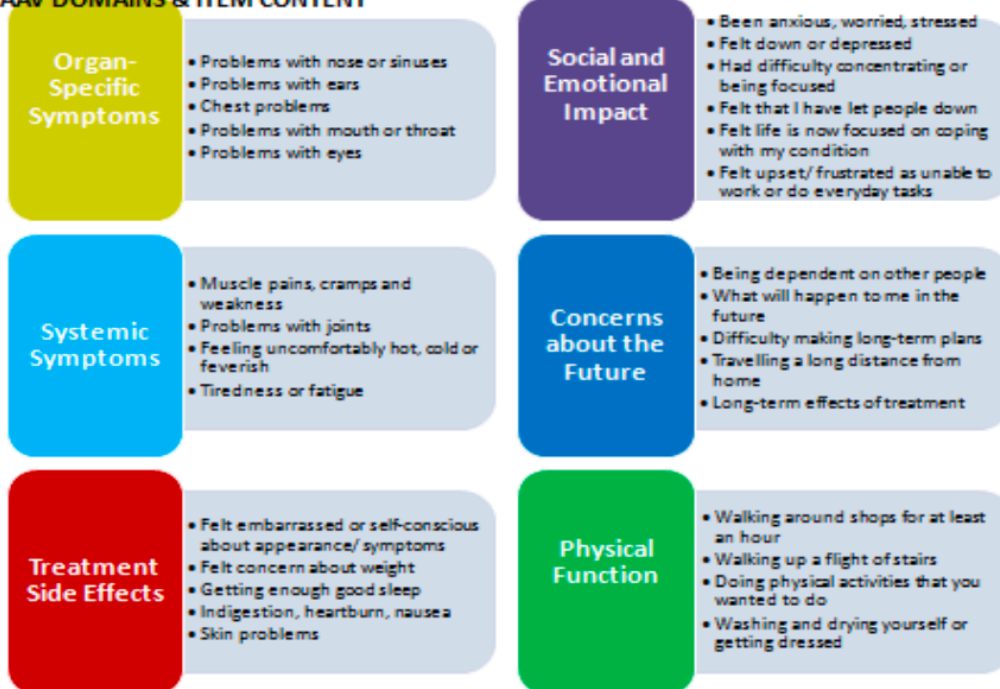 AAV DOMAINS & ITEM CONTENT
Organ-
Specific
Symptoms
• Problems with nose or sinuses
• Problems with ears
• Chest problems
• Problems with mouth or throat
• Problems with eyes
Social and
Emotional
Impact
• Been anxious, worried, stressed
• Felt down or depressed
• Had difficulty concentrating or
being focused
• Felt that I have let people down
• Felt life is now focused on coping
with my condition
• Felt upset/ frustrated as unable to
work or do everyday tasks
Systemic
Symptoms
• Muscle pains, cramps and
weakness
• Problems with joints
• Feeling uncomfortably hot, cold or
feverish
• Tiredness or fatigue
Concerns
about the
Future
• Being dependent on other people
• What will happen to me in the
future
• Difficulty making long-term plans
• Travelling a long distance from
home
• Long-term effects of treatment
Treatment
Side Effects
• Felt embarrassed or self-conscious
about appearance/ symptoms
• Felt concern about weight
• Getting enough good sleep
• Indigestion, heartburn, nausea
• Skin problems
Physical
Function
• Walking around shops for at least
an hour
• Walking up a flight of stairs
• Doing physical activities that you
wanted to do
• Washing and drying yourself or
getting dressed